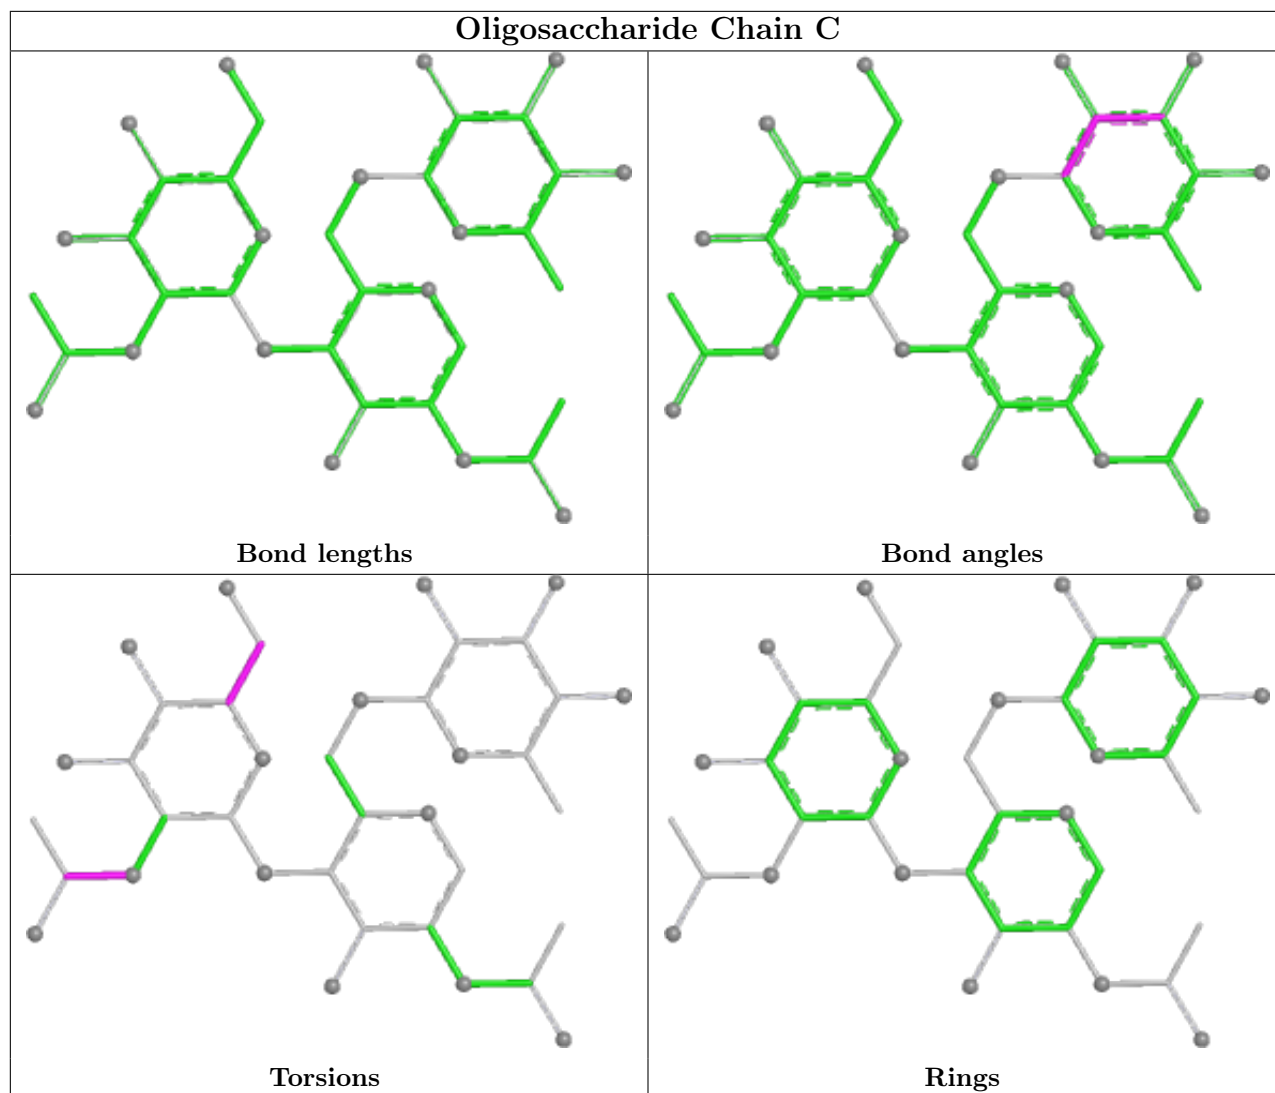 Oligosaccharide Chain C
Bond lengths
Bond angles
Torsions
Rings